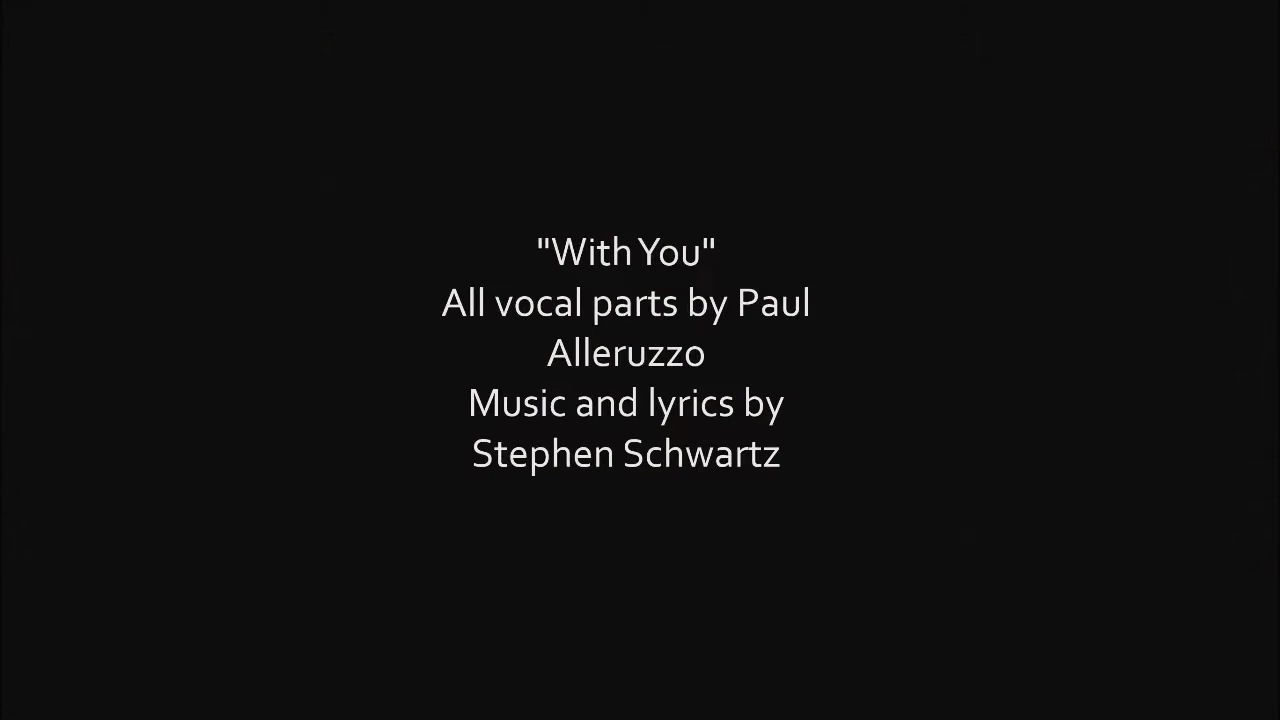 "With You"
All vocal parts by Paul
Alleruzzo
Music and lyrics by
Stephen Schwartz